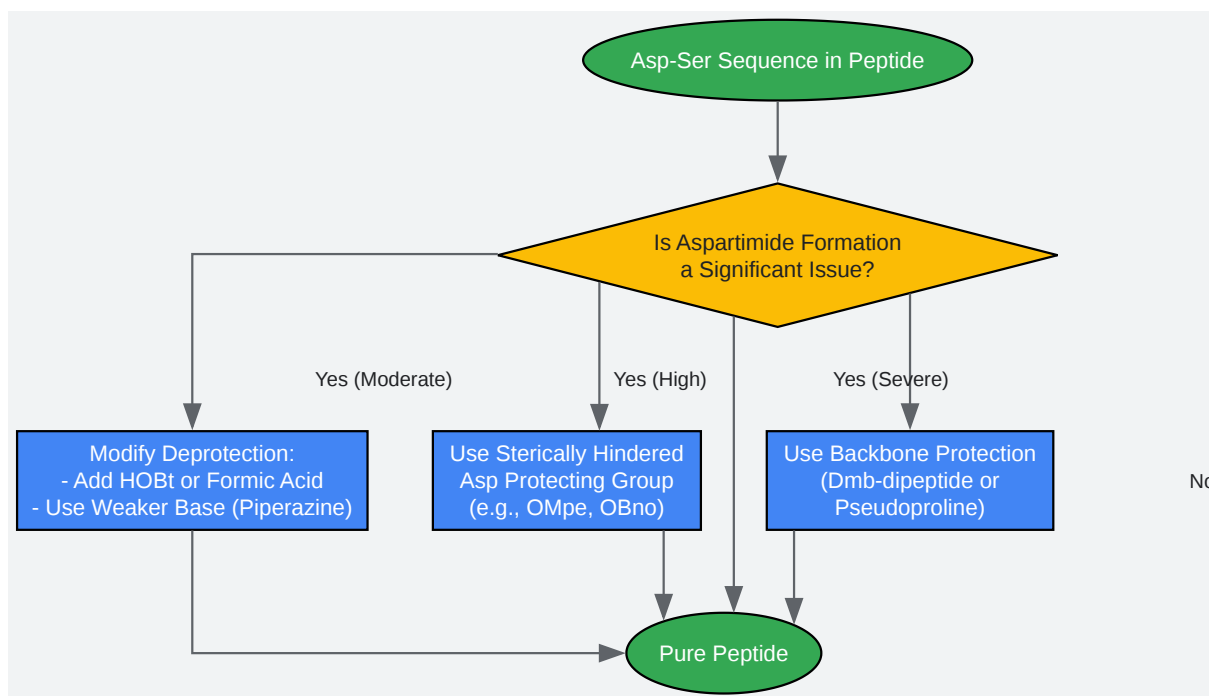 Asp-Ser Sequence in Peptide
Is Aspartimide Formation
a Significant Issue?
Yes (Moderate)
Yes (High)
Yes (Severe)
No
Modify Deprotection:
- Add HOBt or Formic Acid
- Use Weaker Base (Piperazine)
Use Sterically Hindered
Asp Protecting Group
(e.g., OMpe, OBno)
Use Backbone Protection
(Dmb-dipeptide or
Pseudoproline)
Pure Peptide